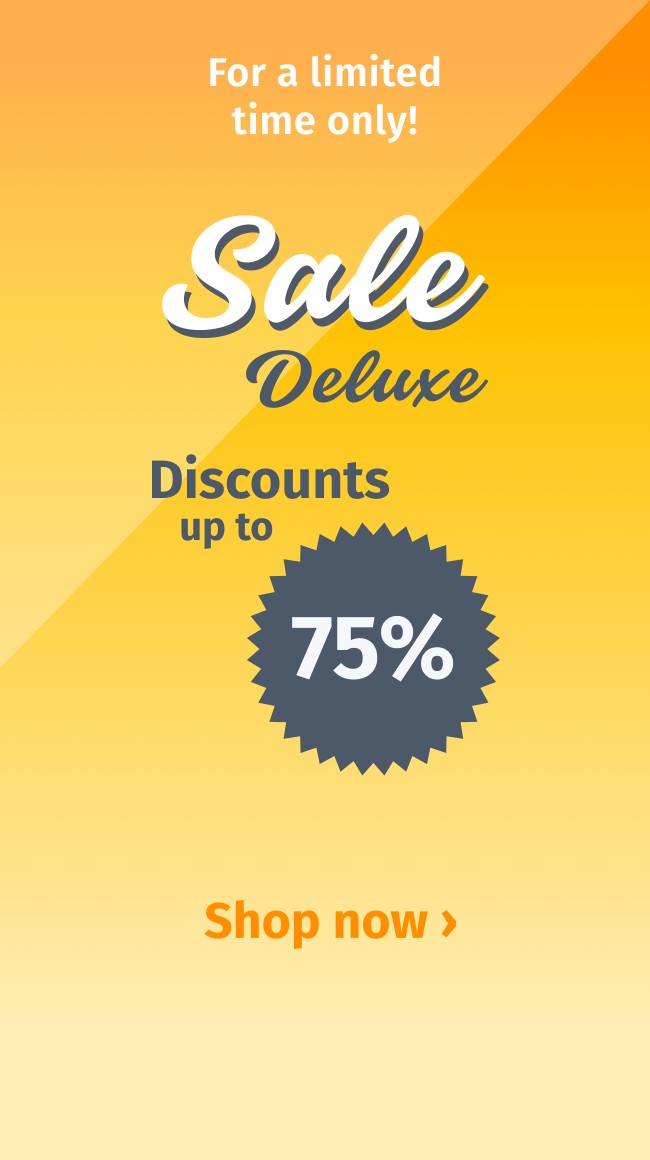 For a limited
time only!
Sale
Deluxe
Discounts
up to
75%
Shop now ›